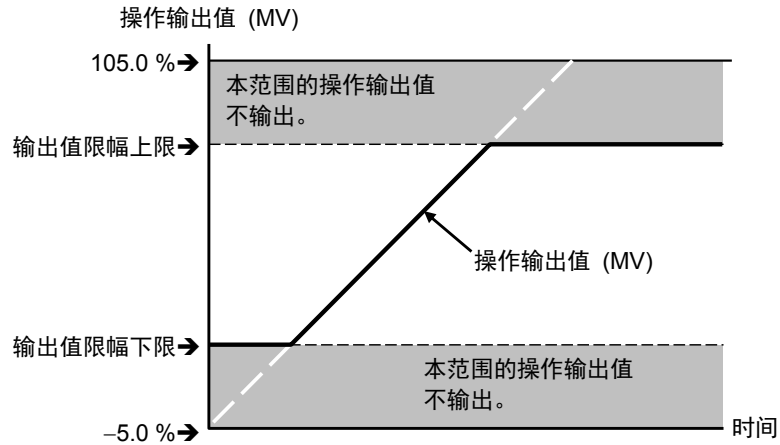 操作输出值 (MV)
105.0 %➔
本范围的操作输出值
不输出。
输出值限幅上限➔
操作输出值 (MV)
输出值限幅下限➔
本范围的操作输出值
不输出。
–5.0 %➔
时间